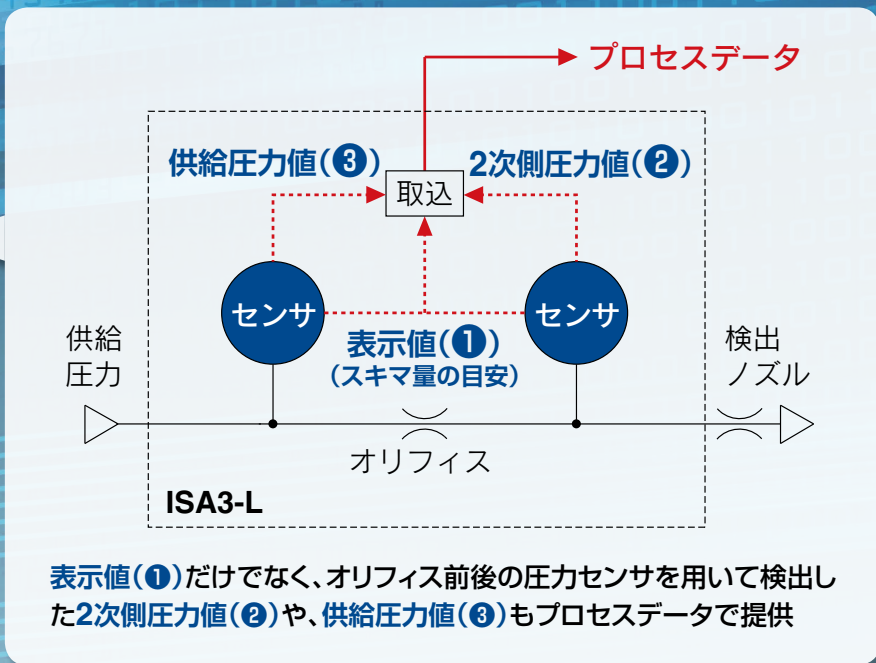 プロセスデータ
供給圧力値(❸)
2次側圧力値(❷)
取込
センサ
センサ
供給
圧力
表示値(❶)
(スキマ量の目安)
検出
ノズル
オリフィス
ISA3-L
表示値(❶)だけでなく、オリフィス前後の圧力センサを用いて検出し
た2次側圧力値(❷)や、供給圧力値(❸)もプロセスデータで提供